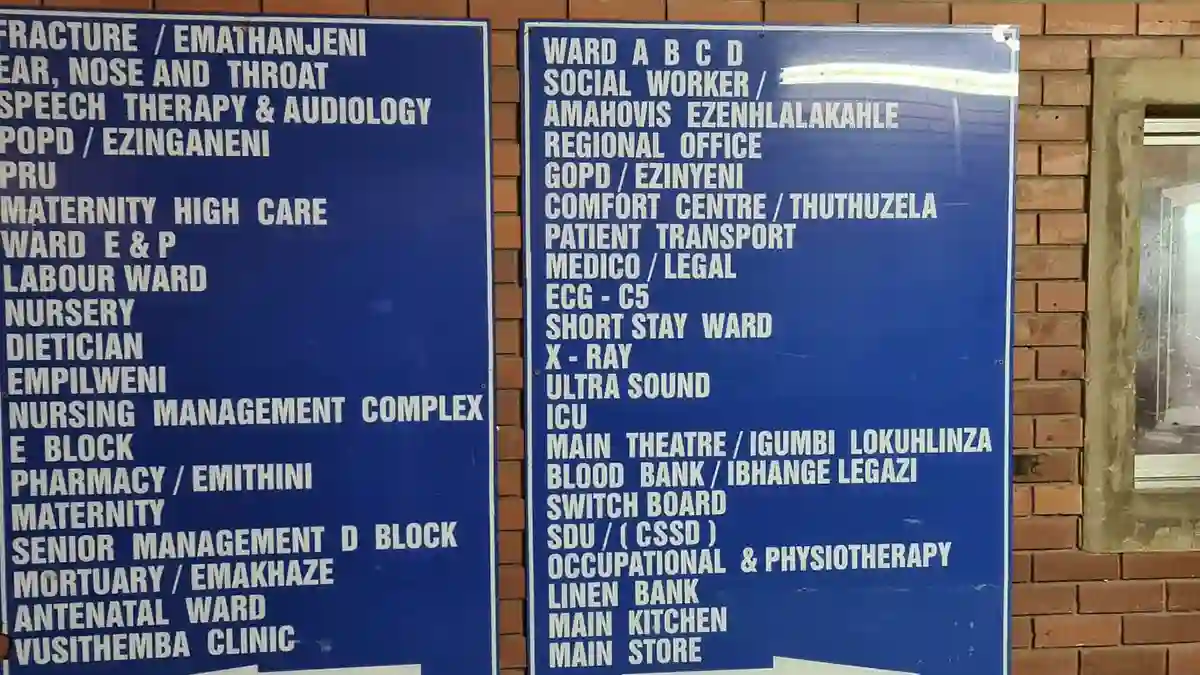 FRACTURE / EMATHANJENI
EAR, NOSE AND THROAT
SPEECH THERAPY & AUDIOLOGY
POPD / EZINGANENI
PRU
MATERNITY HIGH CARE
WARD E & P
LABOUR WARD
NURSERY
DIETICIAN
EMPILWENI
NURSING MANAGEMENT COMPLEX
E BLOCK
PHARMACY / EMITHINI
MATERNITY
SENIOR MANAGEMENT D BLOCK
MORTUARY / EMAKHAZE
ANTENATAL WARD
VUSITHEMBA CLINIC
WARD A B C D
SOCIAL WORKER /
AMAHOVIS EZENHLALAKAHLE
REGIONAL OFFICE
GOPD / EZINYENI
COMFORT CENTRE / THUTHUZELA
PATIENT TRANSPORT
MEDICO / LEGAL
ECG - C5
SHORT STAY WARD
X - RAY
ULTRA SOUND
ICU
MAIN THEATRE / IGUMBI LOKUHLINZA
BLOOD BANK / IBHANGE LEGAZI
SWITCH BOARD
SDU / ( CSSD )
OCCUPATIONAL & PHYSIOTHERAPY
LINEN BANK
MAIN KITCHEN
MAIN STORE